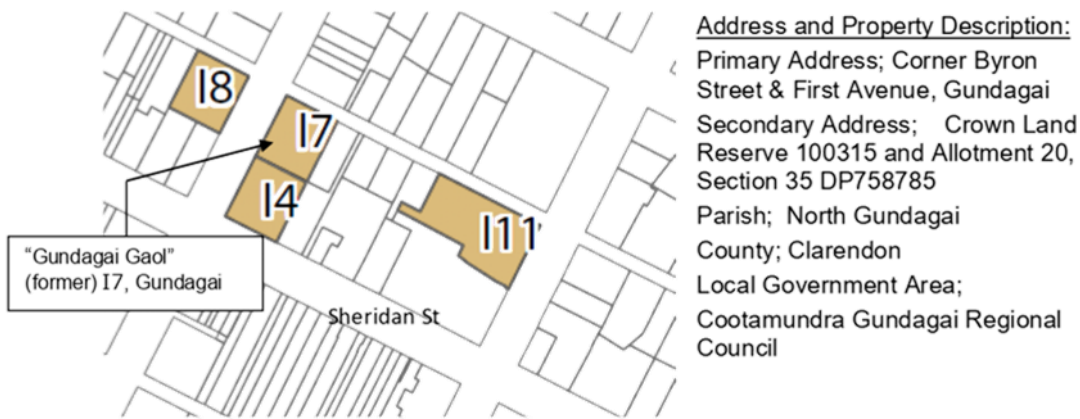 I8
I7
I4
I11
"Gundagai Gaol"
(former) I7, Gundagai
Sheridan St
Address and Property Description:
Primary Address; Corner Byron
Street & First Avenue, Gundagai
Secondary Address; Crown Land
Reserve 100315 and Allotment 20,
Section 35 DP758785
Parish; North Gundagai
County; Clarendon
Local Government Area;
Cootamundra Gundagai Regional
Council